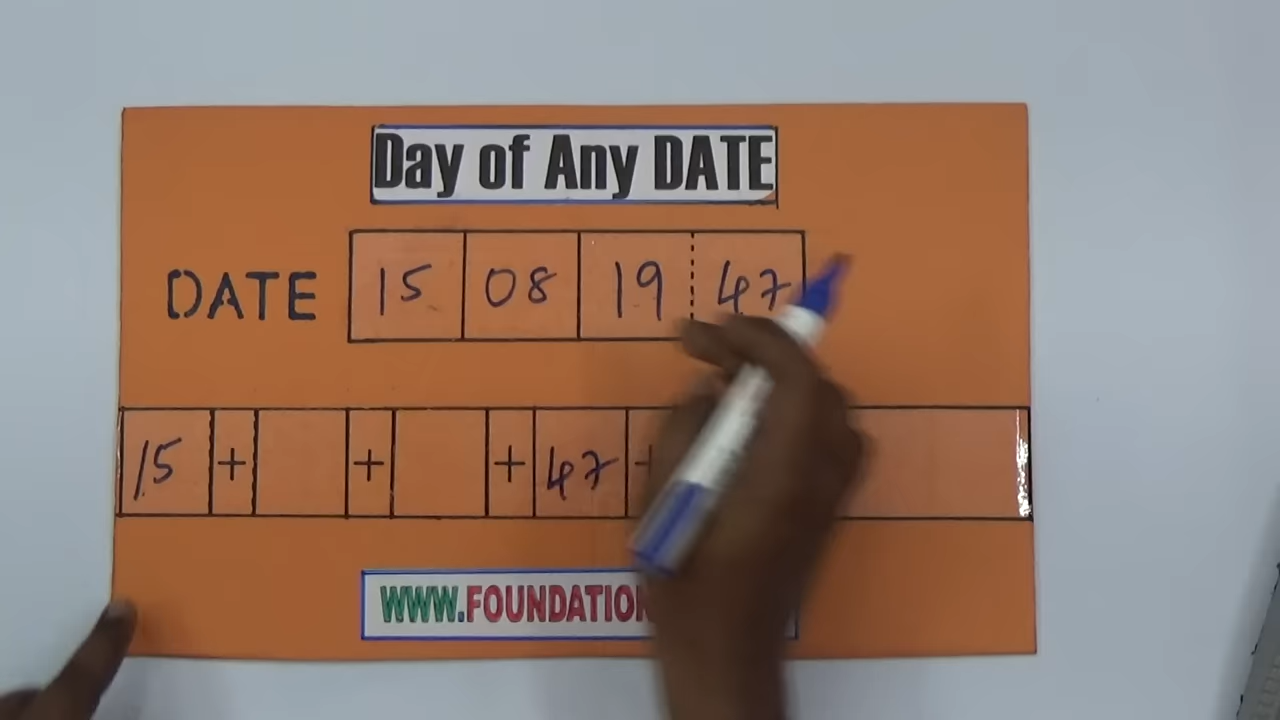 Day of Any DATE
DATE 15 08 19 47
15 + + + 47 +
WWW.FOUNDATION